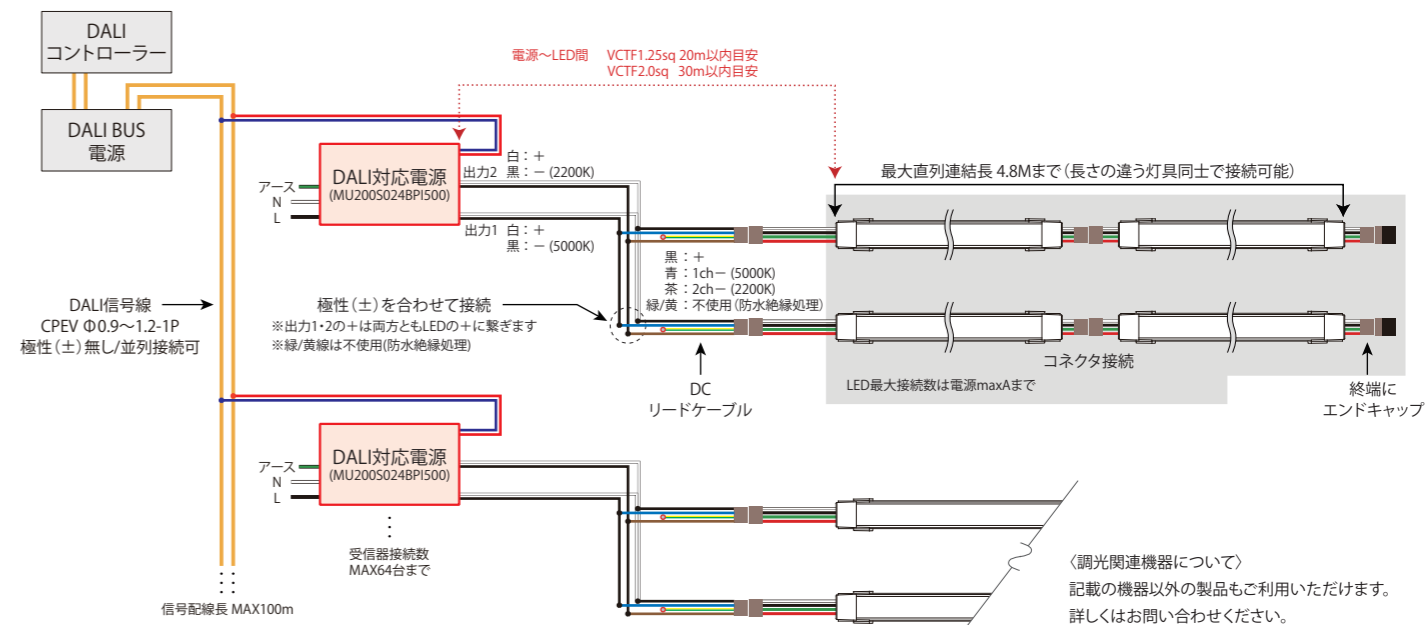 DALI
コントローラー
DALI BUS
電源
電源〜LED間 VCTF1.25sq 20m以内目安
VCTF2.0sq 30m以内目安
DALI対応電源
(MU200S024BPI500)
アース
N
L
白：＋
出力2 黒：− (2200K)
出力1 白：＋
黒：− (5000K)
最大直列連結長 4.8Mまで（長さの違う灯具同士で接続可能）
黒：＋
青：1ch− (5000K)
茶：2ch− (2200K)
緑/黄：不使用(防水絶縁処理)
DALI信号線
CPEV Φ0.9〜1.2-1P
極性（±）無し/並列接続可
極性（±）を合わせて接続
※出力1・2の＋は両方ともLEDの＋に繋ぎます
※緑/黄線は不使用(防水絶縁処理)
DC
リードケーブル
コネクタ接続
LED最大接続数は電源maxAまで
終端に
エンドキャップ
DALI対応電源
(MU200S024BPI500)
アース
N
L
受信器接続数
MAX64台まで
信号配線長 MAX100m
〈調光関連機器について〉
記載の機器以外の製品もご利用いただけます。
詳しくはお問い合わせください。